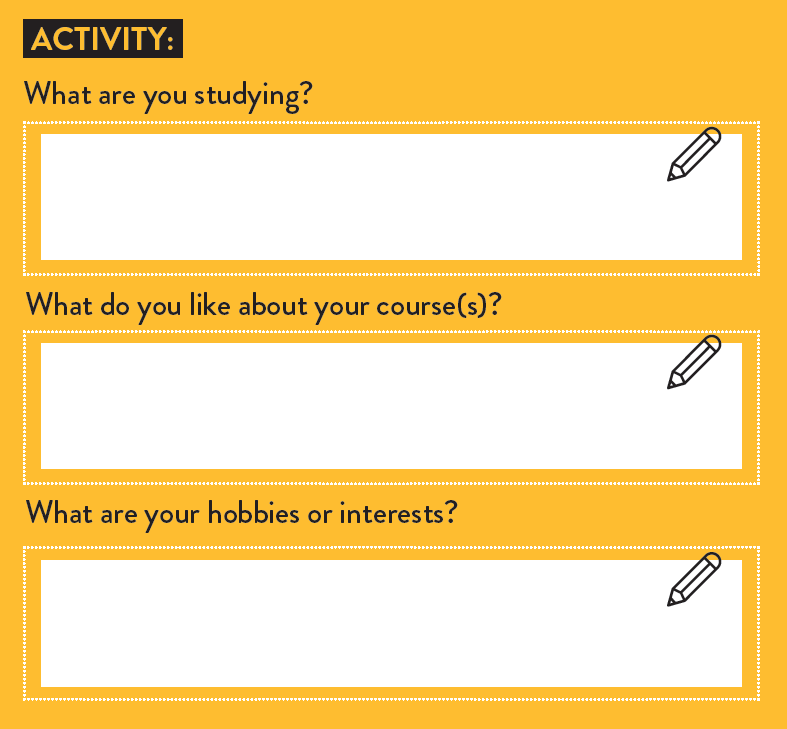 ACTIVITY:
What are you studying?
What do you like about your course(s)?
What are your hobbies or interests?